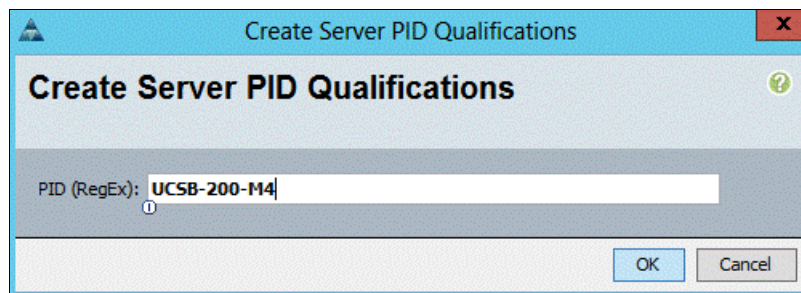 Create Server PID Qualifications
x
Create Server PID Qualifications
?
PID (RegEx): UCSB-200-M4
OK Cancel